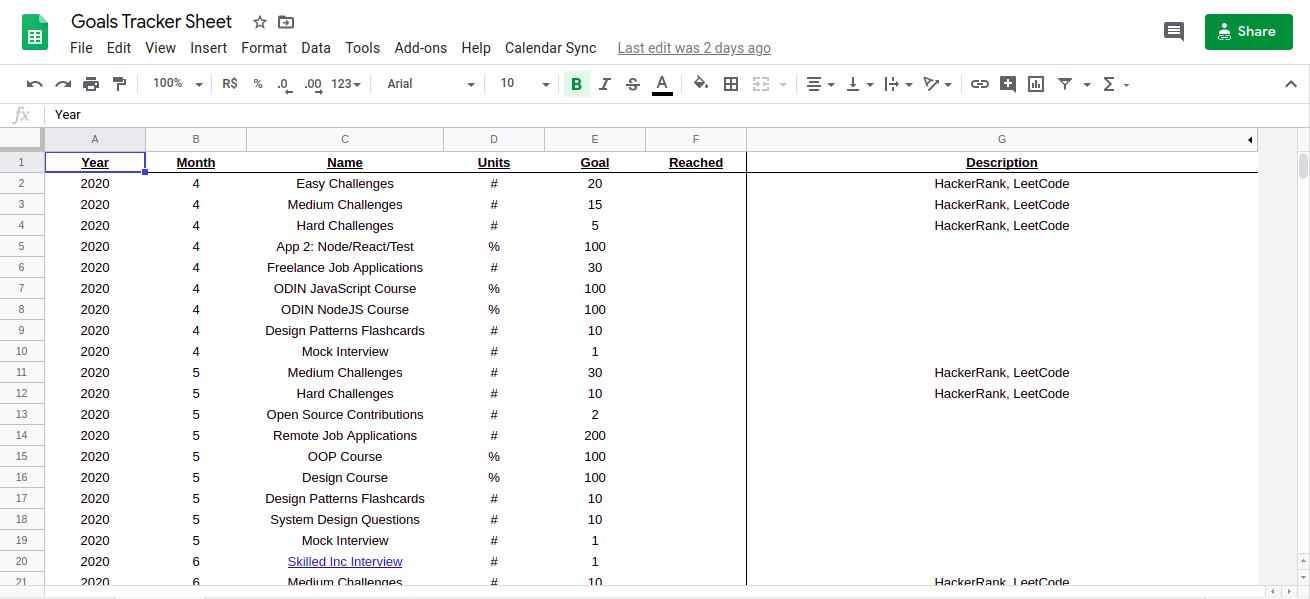 Goals Tracker Sheet
File Edit View Insert Format Data Tools Add-ons Help Calendar Sync Last edit was 2 days ago
Share
100% R$ % .0 .00 123 Arial 10 B I S A Σ
fx Year
A B C D E F G
1 Year Month Name Units Goal Reached Description
2 2020 4 Easy Challenges # 20 HackerRank, LeetCode
3 2020 4 Medium Challenges # 15 HackerRank, LeetCode
4 2020 4 Hard Challenges # 5 HackerRank, LeetCode
5 2020 4 App 2: Node/React/Test % 100
6 2020 4 Freelance Job Applications # 30
7 2020 4 ODIN JavaScript Course % 100
8 2020 4 ODIN NodeJS Course % 100
9 2020 4 Design Patterns Flashcards # 10
10 2020 4 Mock Interview # 1
11 2020 5 Medium Challenges # 30 HackerRank, LeetCode
12 2020 5 Hard Challenges # 10 HackerRank, LeetCode
13 2020 5 Open Source Contributions # 2
14 2020 5 Remote Job Applications # 200
15 2020 5 OOP Course % 100
16 2020 5 Design Course % 100
17 2020 5 Design Patterns Flashcards # 10
18 2020 5 System Design Questions # 10
19 2020 5 Mock Interview # 1
20 2020 6 Skilled Inc Interview # 1
21 2020 6 Medium Challenges # 10 HackerRank, LeetCode